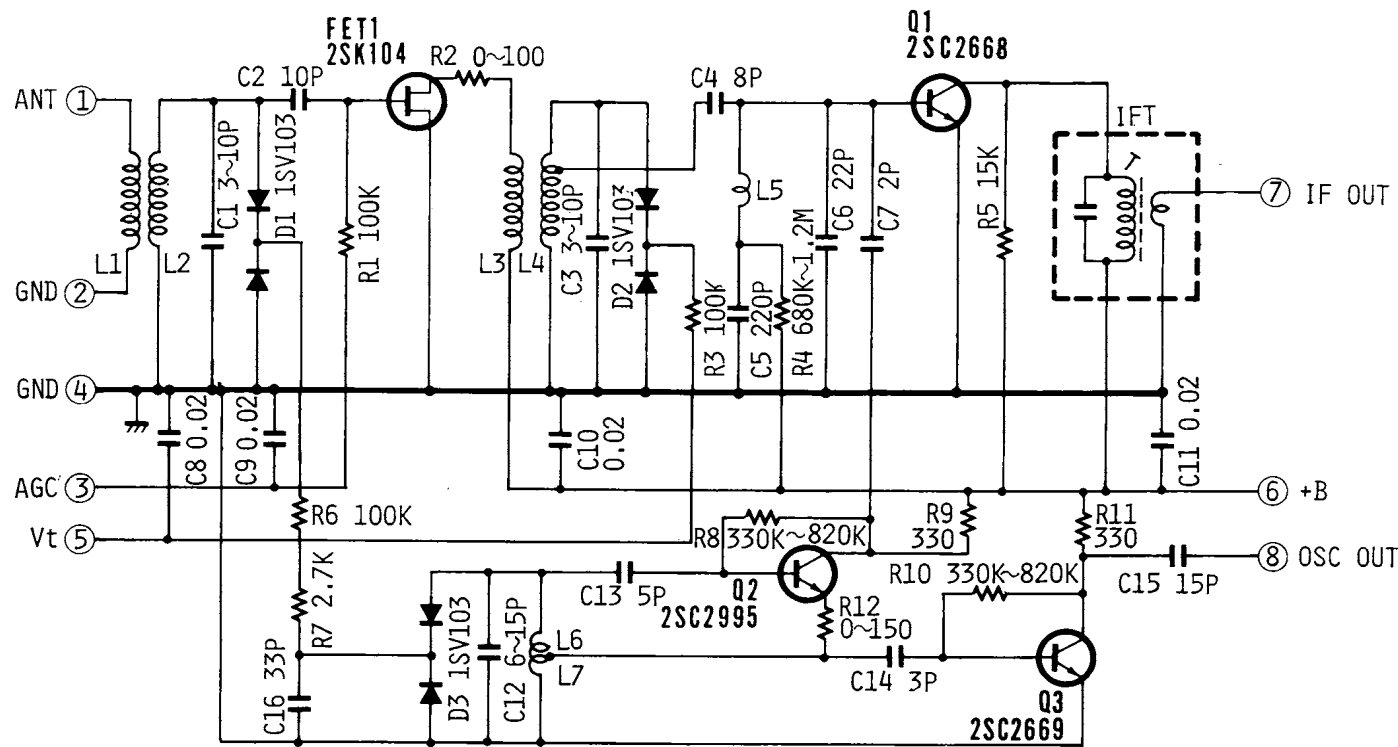 FET1
2SK104
Q1
2SC2668
R2 0~100
C2 10P
C4 8P
ANT ①
IFT
C1 3~10P
D1 1SV103
R1 100K
L1
L2
L3
L4
C3 3~10P
D2 1SV103
L5
C6 22P
C7 2P
R5 15K
⑦ IF OUT
GND ②
R3 100K
C5 220P
R4 680K~1.2M
GND ④
C8 0.02
C9 0.02
C10
0.02
C11 0.02
AGC ③
⑥ +B
R6 100K
Vt ⑤
R8 330K~820K
R9
330
R11
330
⑧ OSC OUT
C15 15P
R10 330K~820K
C13 5P
Q2
2SC2995
R7 2.7K
R12
0~150
D3 1SV103
C12 6~15P
L6
L7
C16 33P
C14 3P
Q3
2SC2669